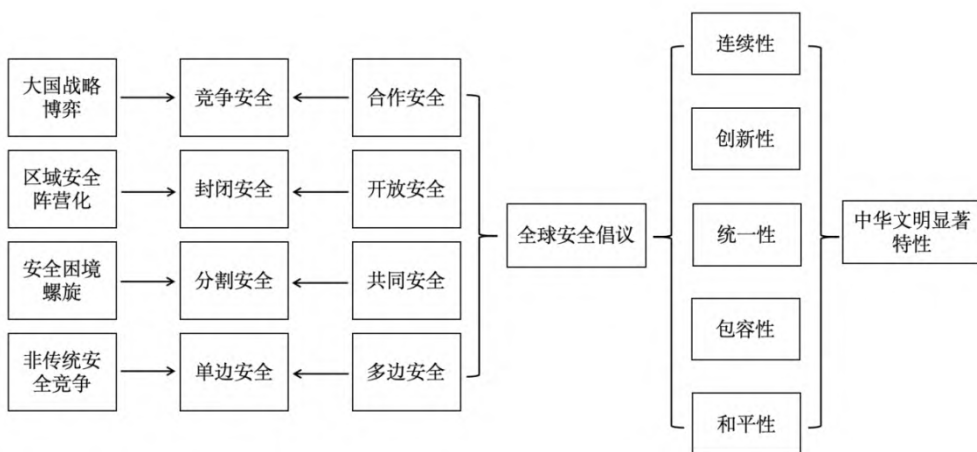 大国战略
博弈
竞争安全
合作安全
区域安全
阵营化
封闭安全
开放安全
安全困境
螺旋
分割安全
共同安全
非传统安
全竞争
单边安全
多边安全
全球安全倡议
连续性
创新性
统一性
包容性
和平性
中华文明显著
特性